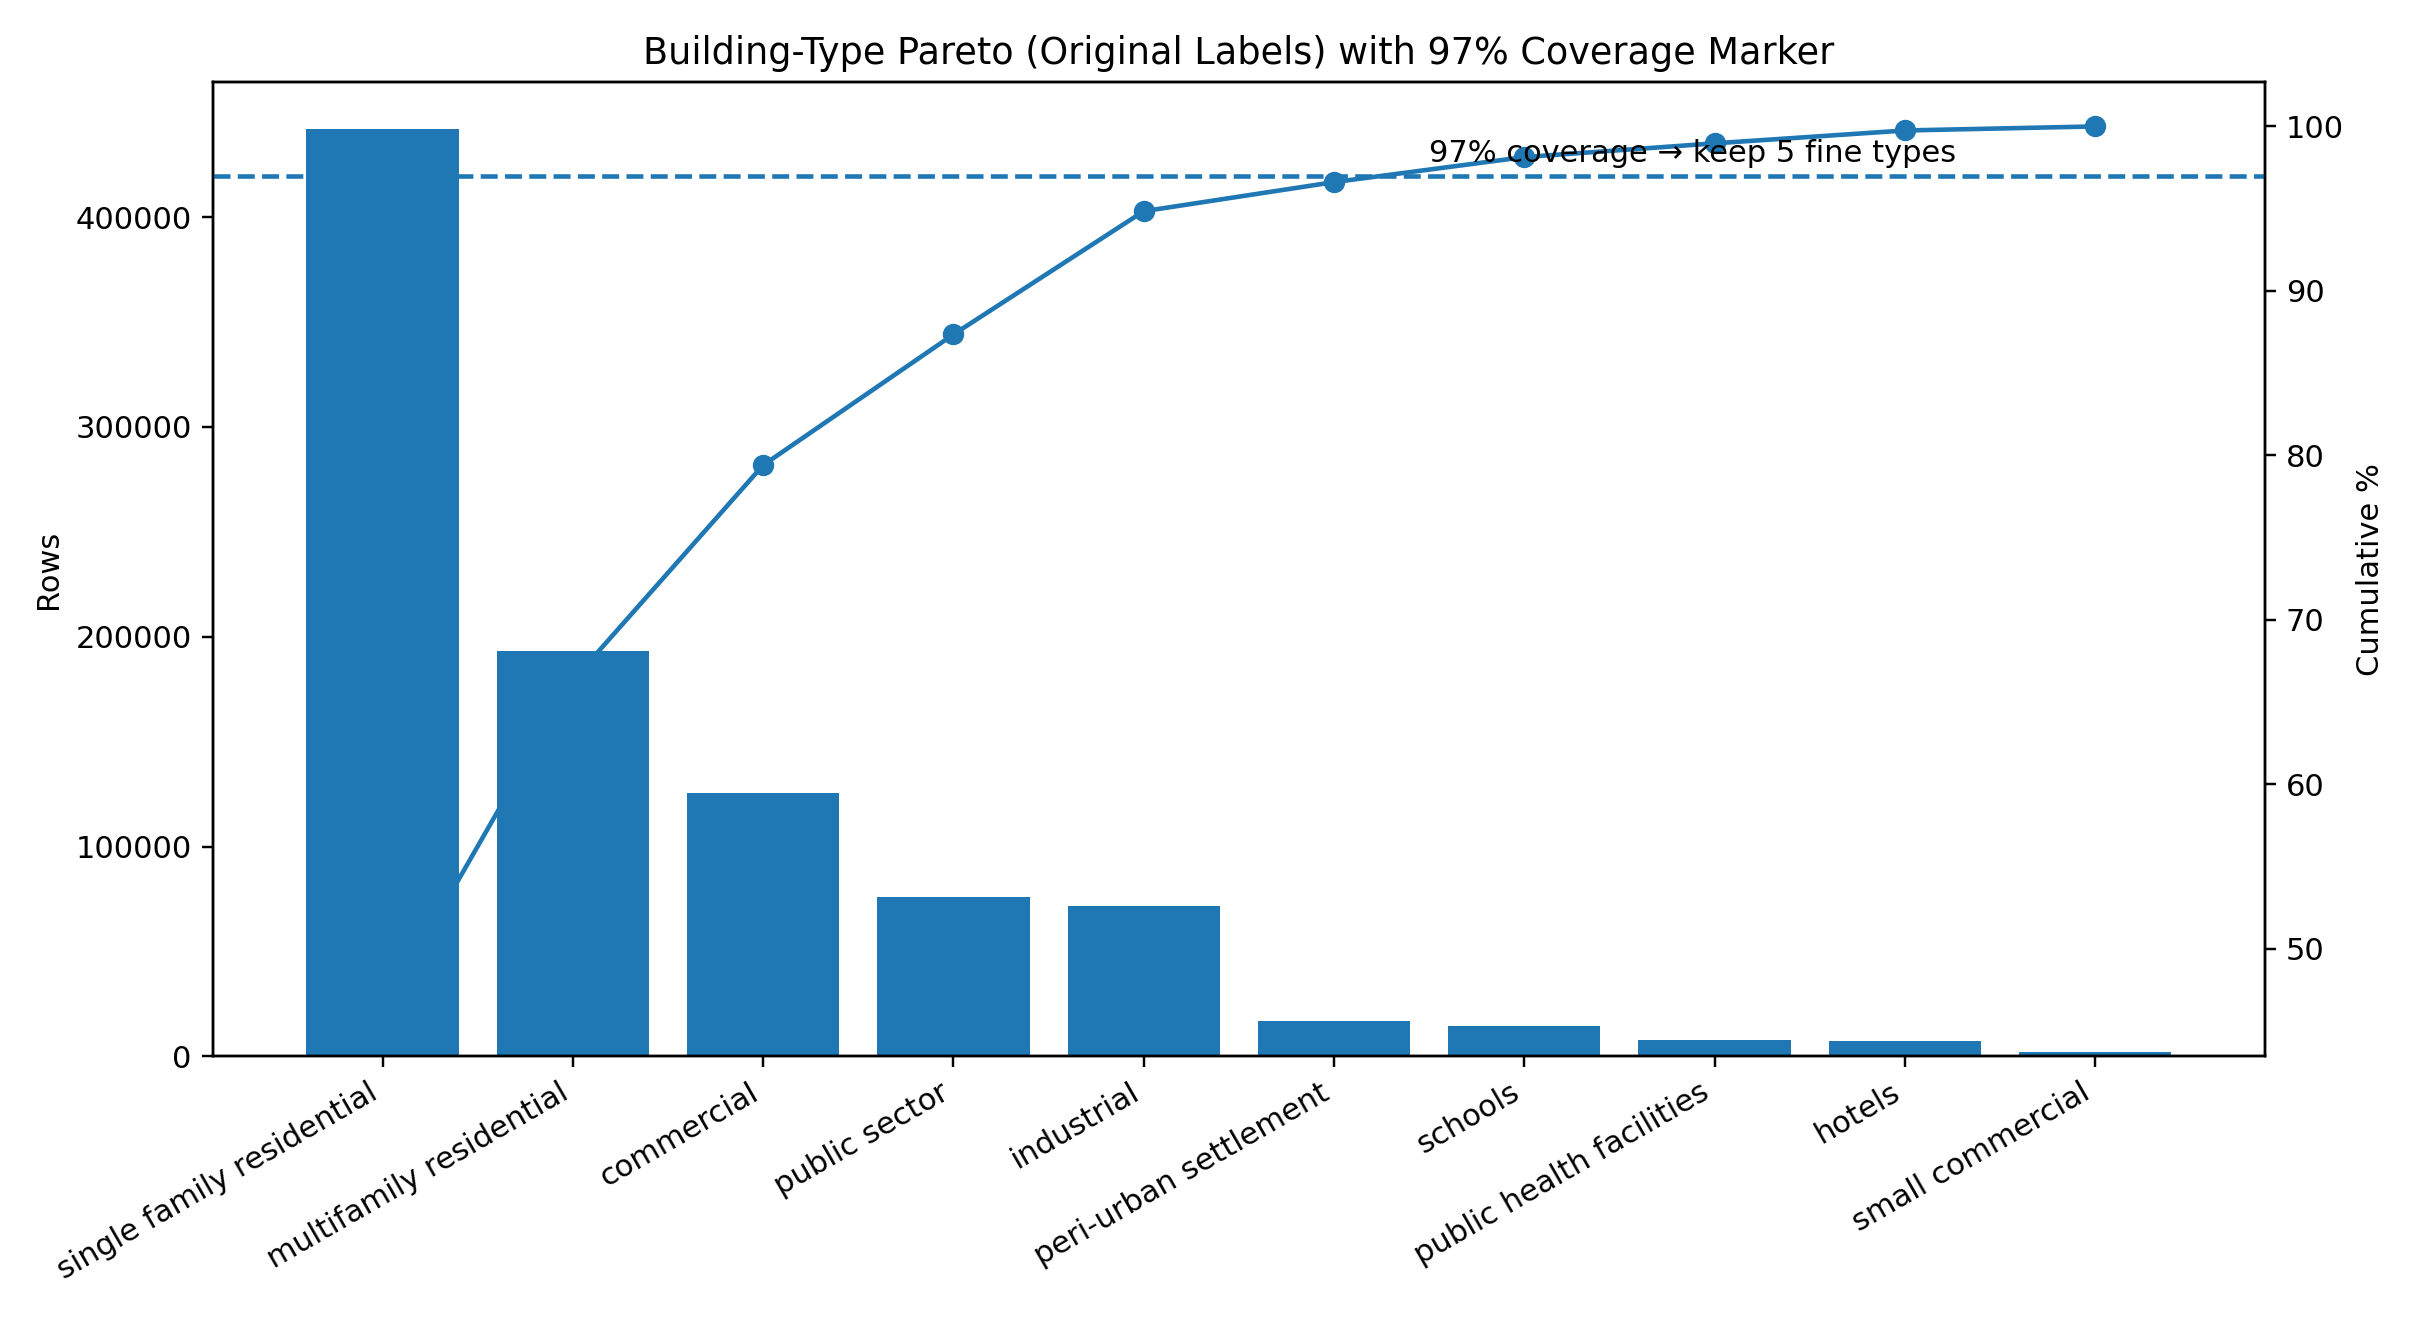 Building-Type Pareto (Original Labels) with 97% Coverage Marker
97% coverage → keep 5 fine types
Rows
400000
300000
200000
100000
0
Cumulative %
100
90
80
70
60
50
single family residential
multifamily residential
commercial
public sector
industrial
peri-urban settlement
schools
public health facilities
hotels
small commercial